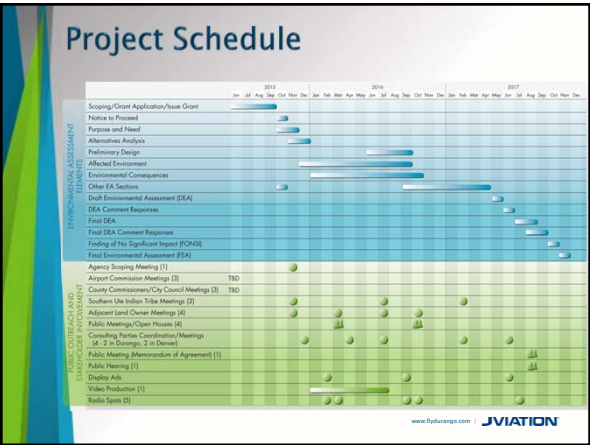 Project Schedule
2015 2016 2017
Jun Jul Aug Sep Oct Nov Dec Jan Feb Mar Apr May Jun Jul Aug Sep Oct Nov Dec Jan Feb Mar Apr May Jun Jul Aug Sep Oct Nov Dec
ENVIRONMENTAL ASSESSMENT
ELEMENTS
Scoping/Grant Application/Issue Grant
Notice to Proceed
Purpose and Need
Alternatives Analysis
Preliminary Design
Affected Environment
Environmental Consequences
Other EA Sections
Draft Environmental Assessment (DEA)
DEA Comment Responses
Final DEA
Final DEA Comment Responses
Finding of No Significant Impact (FONSI)
Final Environmental Assessment (FEA)
PUBLIC OUTREACH AND
STAKEHOLDER INVOLVEMENT
Agency Scoping Meeting (1)
Airport Commission Meetings (3) TBD
County Commissioners/City Council Meetings (3) TBD
Southern Ute Indian Tribe Meetings (3)
Adjacent Land Owner Meetings (4)
Public Meetings/Open Houses (4)
Consulting Parties Coordination/Meetings
(4 - 2 in Durango, 2 in Denver)
Public Meeting (Memorandum of Agreement) (1)
Public Hearing (1)
Display Ads
Video Production (1)
Radio Spots (5)
www.flydurango.com | JVIATION